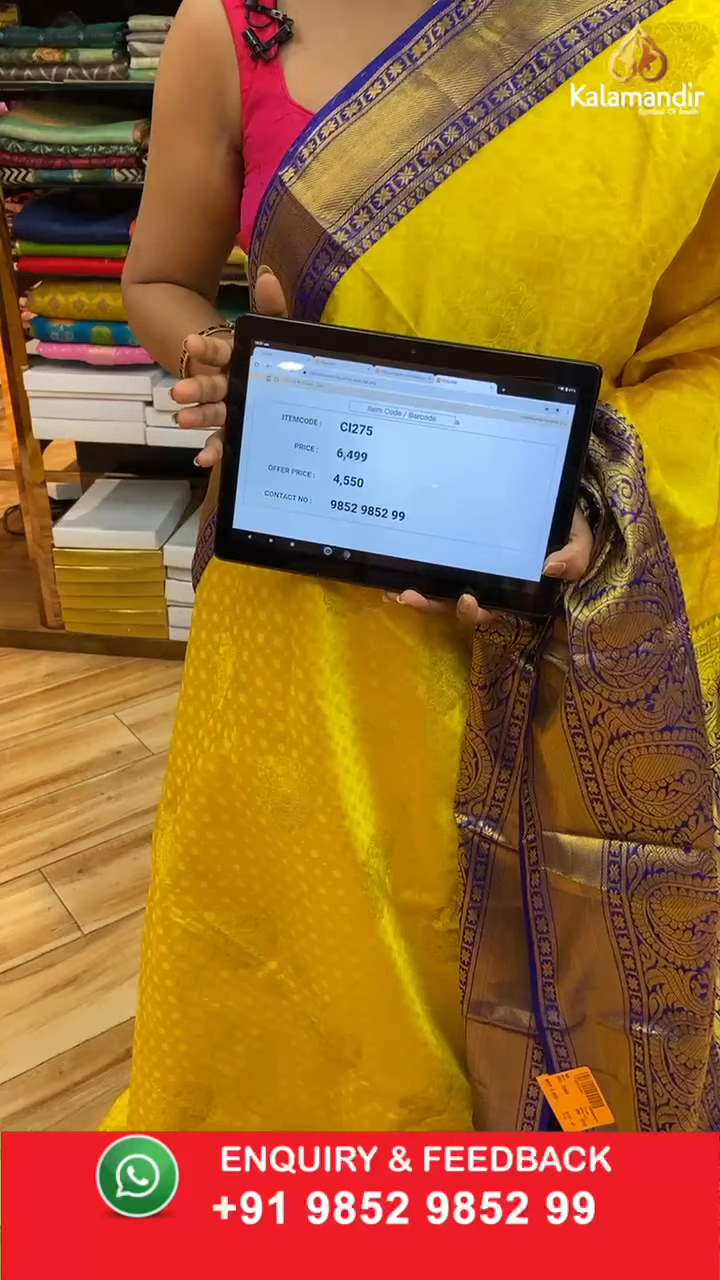 Kalamandir
Item Code / Barcode
ITEMCODE : CI275
PRICE : 6,499
OFFER PRICE : 4,550
CONTACT NO : 9852 9852 99
ENQUIRY & FEEDBACK
+91 9852 9852 99